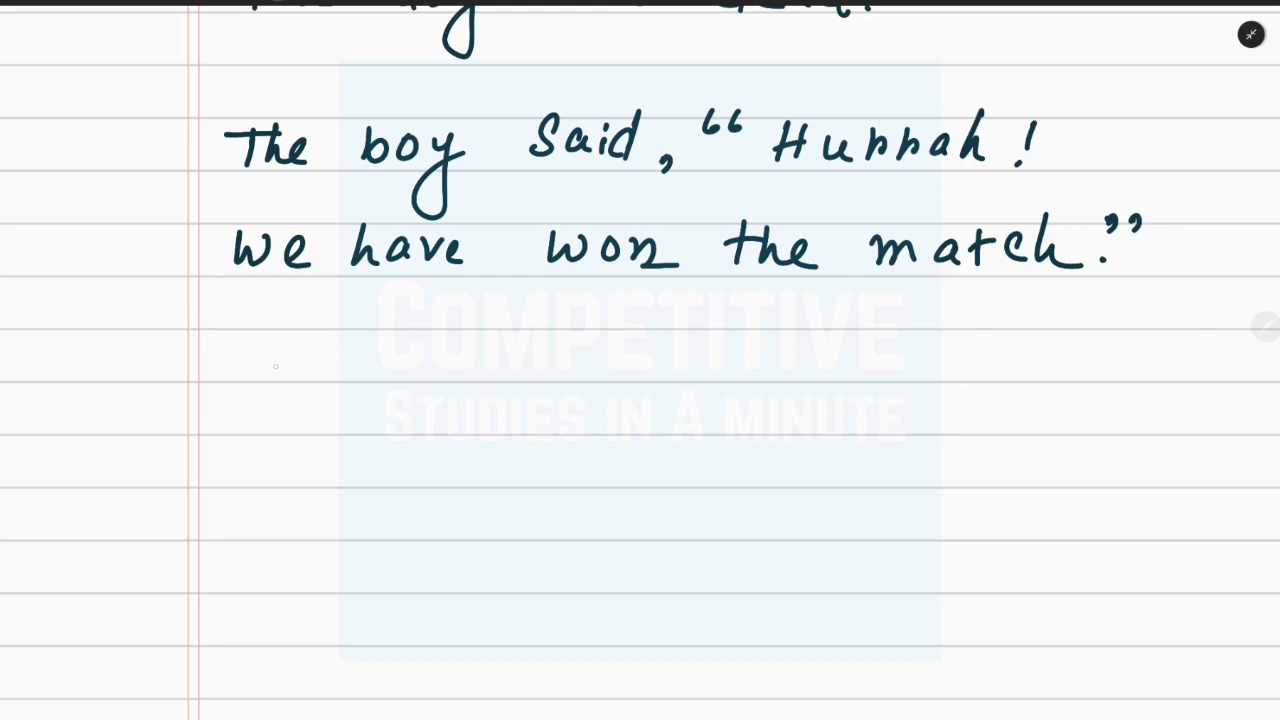 The boy said, “Hurrah!
We have won the match.”
COMPETITIVE
STUDIES IN A MINUTE